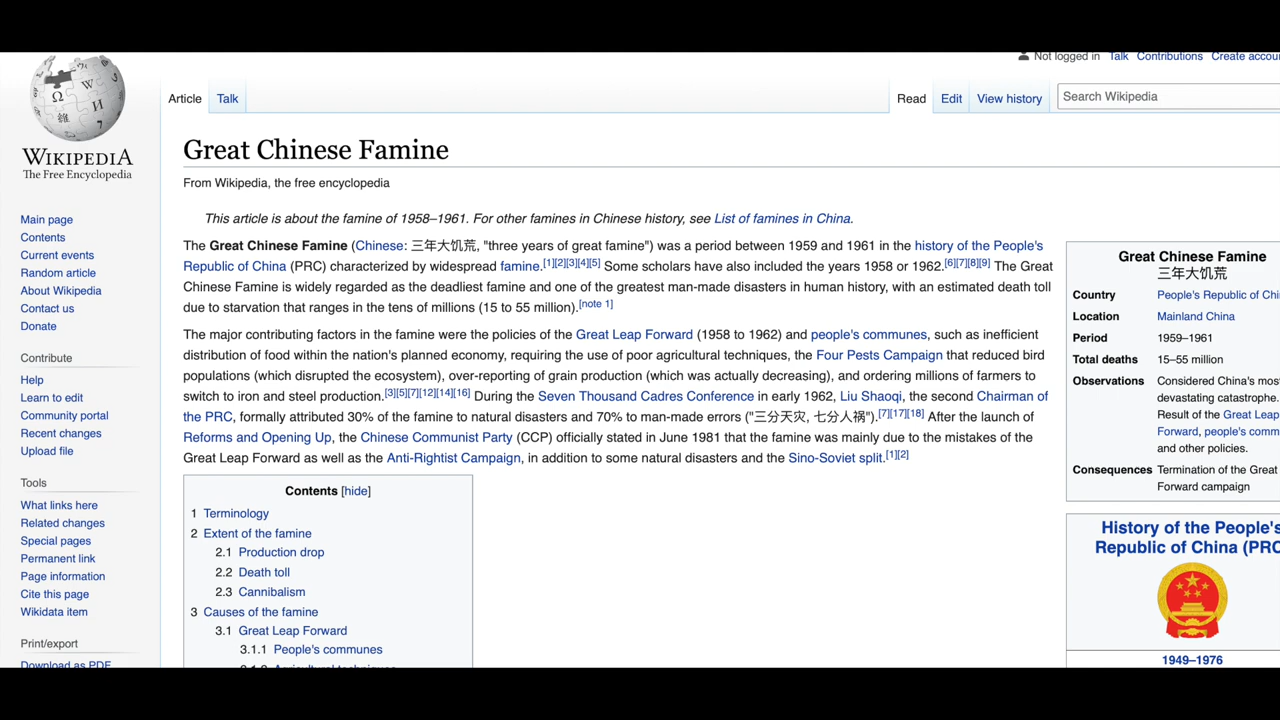 Not logged in Talk Contributions Create accou
Article Talk Read Edit View history Search Wikipedia
WIKIPEDIA
The Free Encyclopedia
Main page
Contents
Current events
Random article
About Wikipedia
Contact us
Donate
Contribute
Help
Learn to edit
Community portal
Recent changes
Upload file
Tools
What links here
Related changes
Special pages
Permanent link
Page information
Cite this page
Wikidata item
Print/export
Download as PDF
Great Chinese Famine
From Wikipedia, the free encyclopedia
This article is about the famine of 1958–1961. For other famines in Chinese history, see List of famines in China.
The Great Chinese Famine (Chinese: 三年大饥荒, "three years of great famine") was a period between 1959 and 1961 in the history of the People's
Republic of China (PRC) characterized by widespread famine.[1][2][3][4][5] Some scholars have also included the years 1958 or 1962.[6][7][8][9] The Great
Chinese Famine is widely regarded as the deadliest famine and one of the greatest man-made disasters in human history, with an estimated death toll
due to starvation that ranges in the tens of millions (15 to 55 million).[note 1]
The major contributing factors in the famine were the policies of the Great Leap Forward (1958 to 1962) and people's communes, such as inefficient
distribution of food within the nation's planned economy, requiring the use of poor agricultural techniques, the Four Pests Campaign that reduced bird
populations (which disrupted the ecosystem), over-reporting of grain production (which was actually decreasing), and ordering millions of farmers to
switch to iron and steel production.[3][5][7][12][14][16] During the Seven Thousand Cadres Conference in early 1962, Liu Shaoqi, the second Chairman of
the PRC, formally attributed 30% of the famine to natural disasters and 70% to man-made errors ("三分天灾, 七分人祸").[7][17][18] After the launch of
Reforms and Opening Up, the Chinese Communist Party (CCP) officially stated in June 1981 that the famine was mainly due to the mistakes of the
Great Leap Forward as well as the Anti-Rightist Campaign, in addition to some natural disasters and the Sino-Soviet split.[1][2]
Contents [hide]
1 Terminology
2 Extent of the famine
2.1 Production drop
2.2 Death toll
2.3 Cannibalism
3 Causes of the famine
3.1 Great Leap Forward
3.1.1 People's communes
Great Chinese Famine
三年大饥荒
Country People's Republic of Chi
Location Mainland China
Period 1959–1961
Total deaths 15–55 million
Observations Considered China's mos
devastating catastrophe.
Result of the Great Leap
Forward, people's comm
and other policies.
Consequences Termination of the Great
Forward campaign
History of the People's
Republic of China (PRC
1949–1976